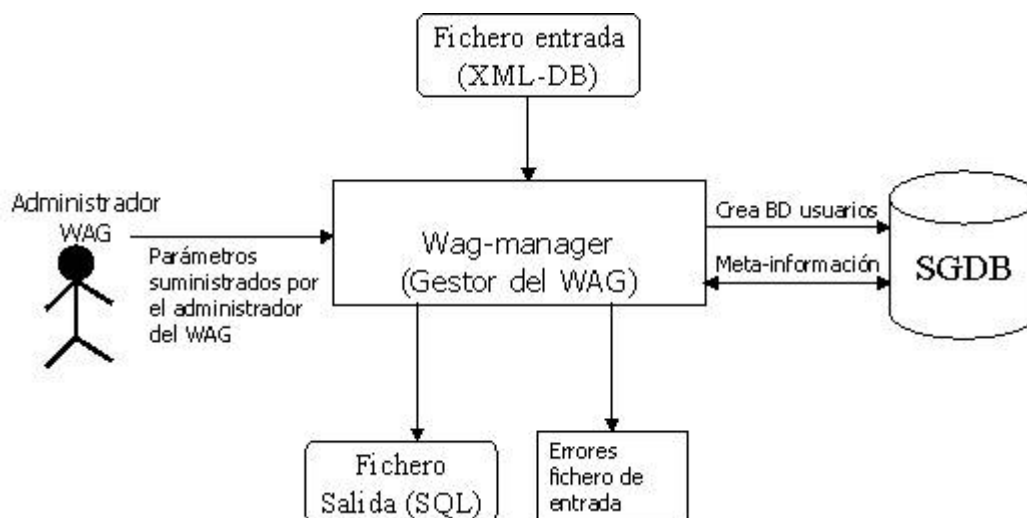 Fichero entrada
(XML-DB)
Administrador
WAG
Parámetros
suministrados por
el administrador
del WAG
Wag-manager
(Gestor del WAG)
Crea BD usuarios
Meta-información
SGDB
Fichero
Salida (SQL)
Errores
fichero de
entrada